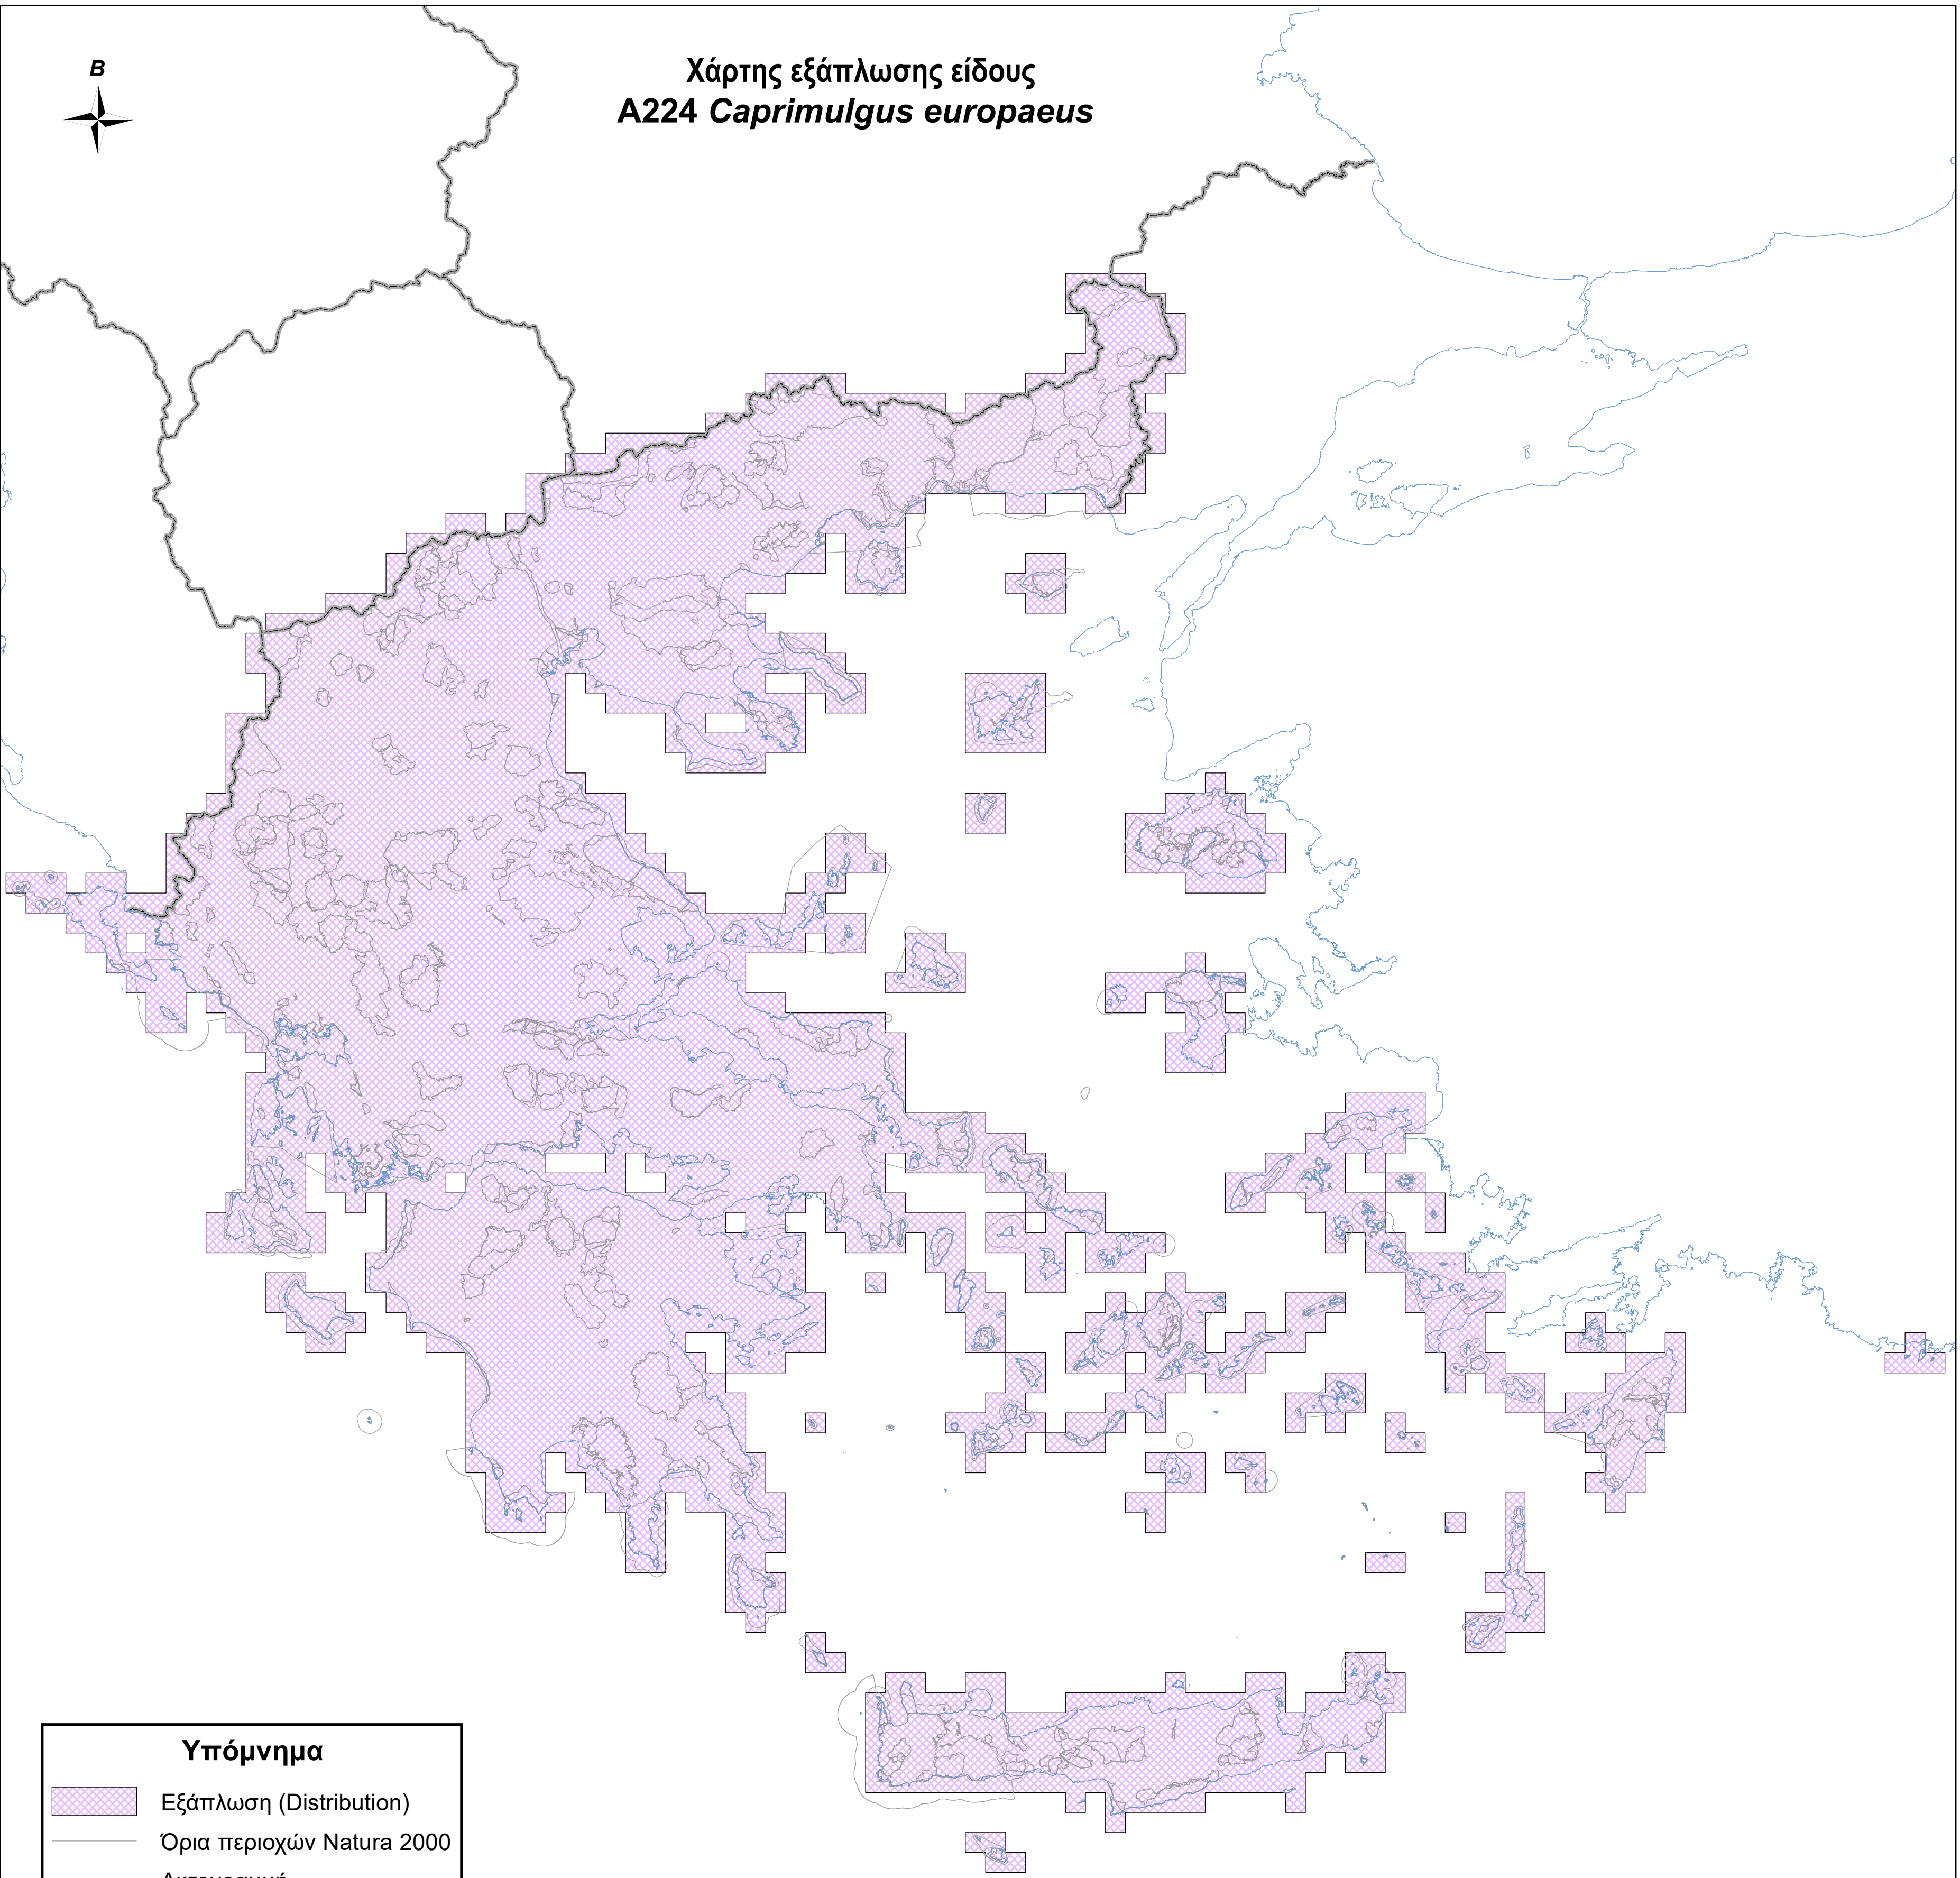 Β
Χάρτης εξάπλωσης είδους
A224 Caprimulgus europaeus
Υπόμνημα
Εξάπλωση (Distribution)
Όρια περιοχών Natura 2000